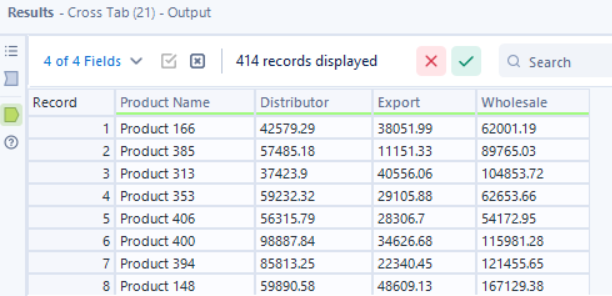 Results - Cross Tab (21) - Output
4 of 4 Fields 414 records displayed Search
Record Product Name Distributor Export Wholesale
1 Product 166 42579.29 38051.99 62001.19
2 Product 385 57485.18 11151.33 89765.03
3 Product 313 37423.9 40556.06 104853.72
4 Product 353 59232.32 29105.88 62653.66
5 Product 406 56315.79 28306.7 54172.95
6 Product 400 98887.84 34626.68 115981.28
7 Product 394 85813.25 22340.45 121455.65
8 Product 148 59890.58 48609.13 167129.38